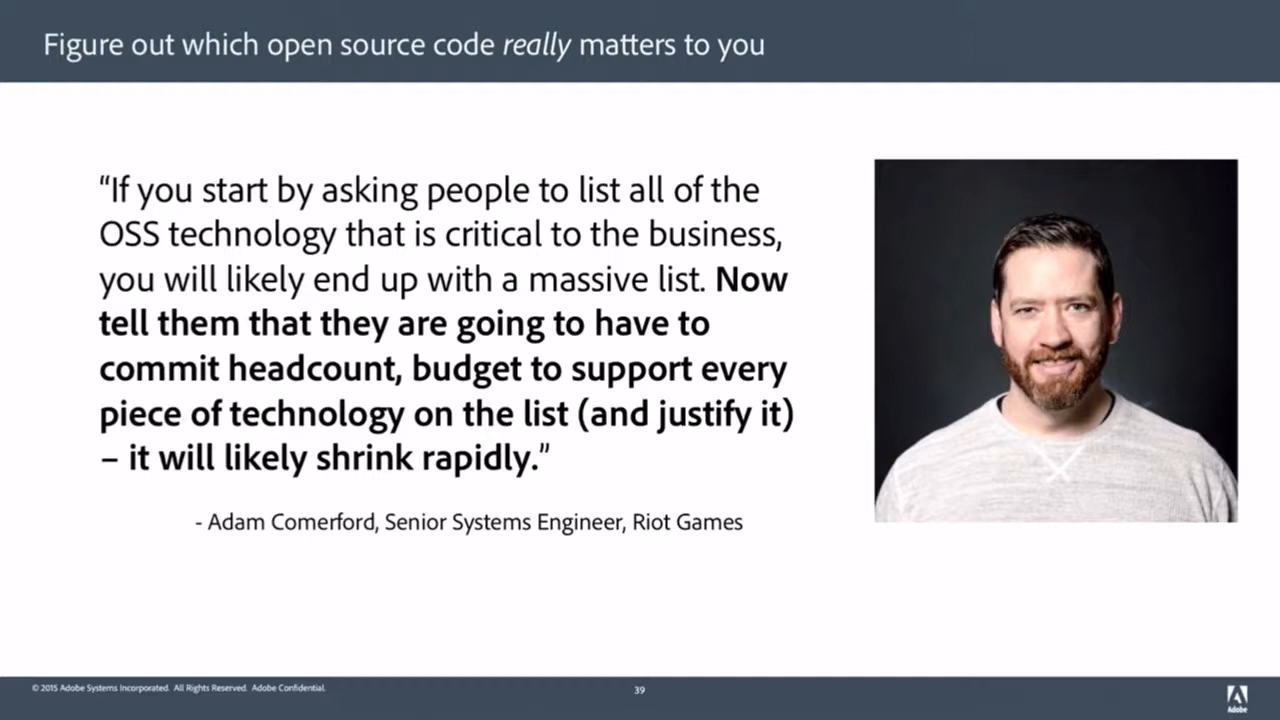 Figure out which open source code really matters to you
“If you start by asking people to list all of the
OSS technology that is critical to the business,
you will likely end up with a massive list. Now
tell them that they are going to have to
commit headcount, budget to support every
piece of technology on the list (and justify it)
– it will likely shrink rapidly.”
- Adam Comerford, Senior Systems Engineer, Riot Games
© 2015 Adobe Systems Incorporated. All Rights Reserved. Adobe Confidential.
39
Adobe